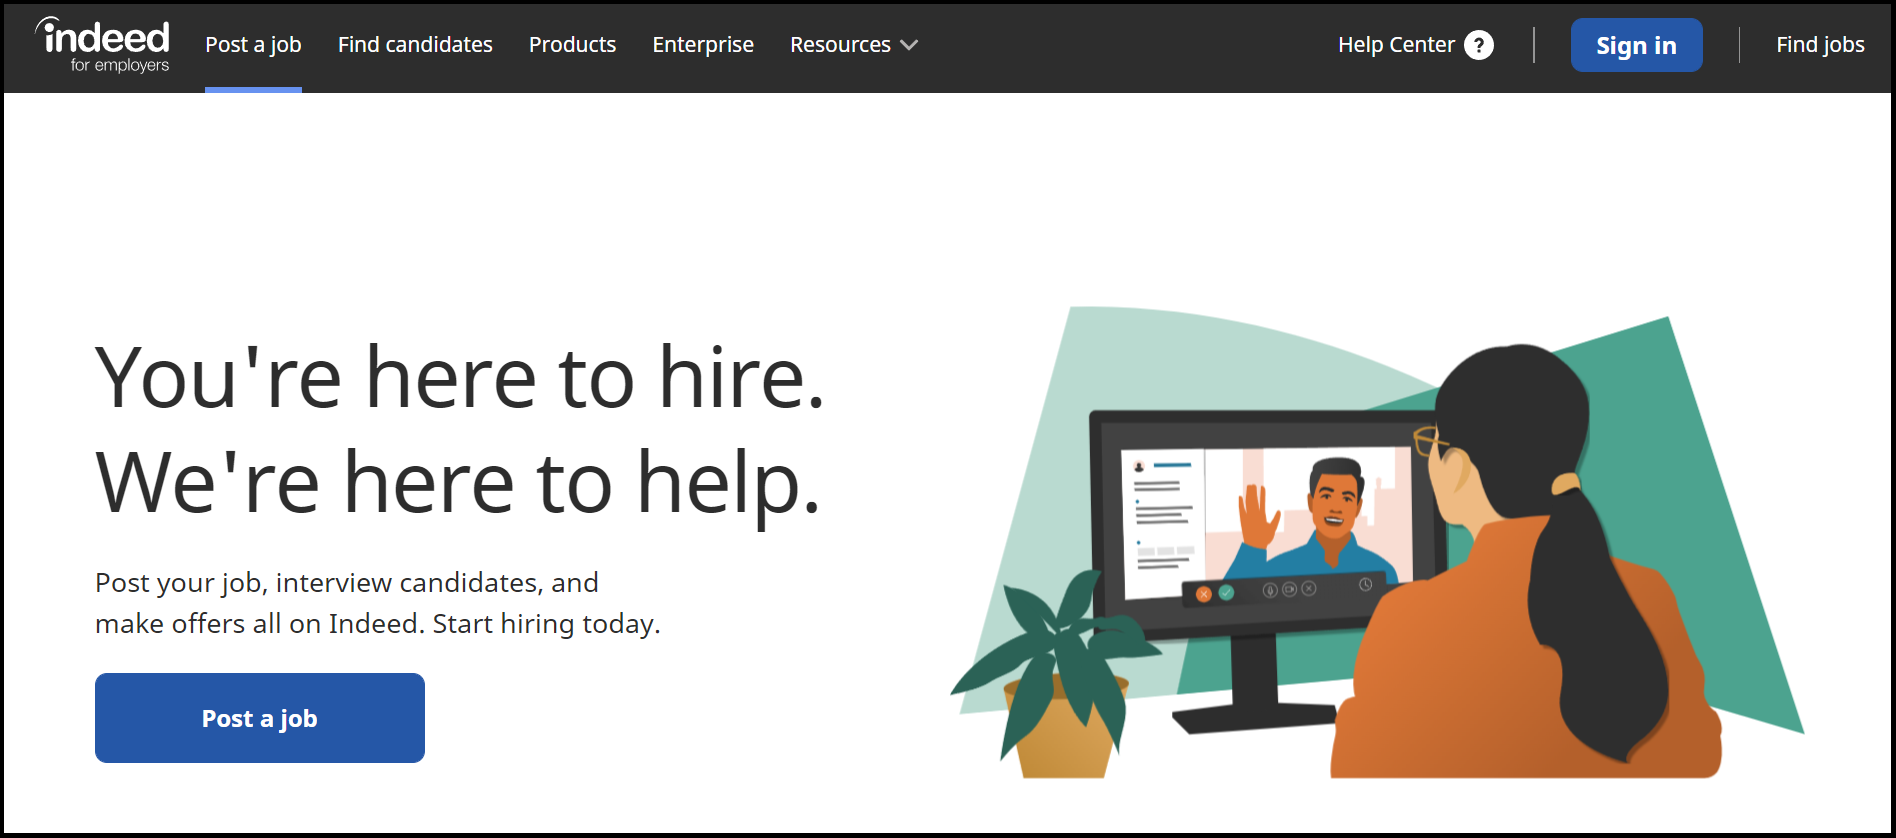 indeed
for employers
Post a job
Find candidates
Products
Enterprise
Resources
Help Center ?
Sign in
Find jobs
You're here to hire.
We're here to help.
Post your job, interview candidates, and
make offers all on Indeed. Start hiring today.
Post a job